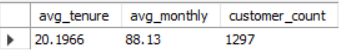 avg_tenure avg_monthly customer_count
20.1966 88.13 1297